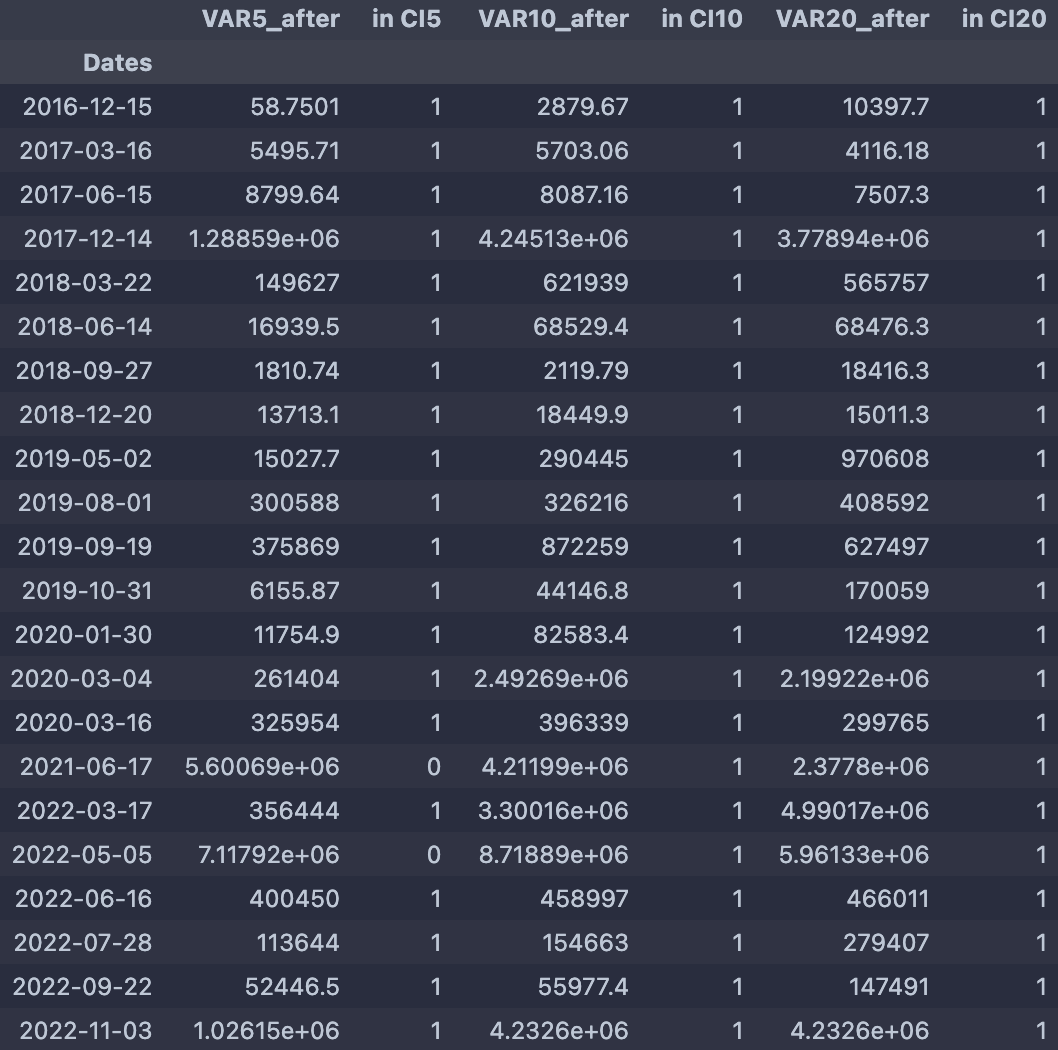 VAR5_after in CI5 VAR10_after in CI10 VAR20_after in CI20
Dates
2016-12-15 58.7501 1 2879.67 1 10397.7 1
2017-03-16 5495.71 1 5703.06 1 4116.18 1
2017-06-15 8799.64 1 8087.16 1 7507.3 1
2017-12-14 1.28859e+06 1 4.24513e+06 1 3.77894e+06 1
2018-03-22 149627 1 621939 1 565757 1
2018-06-14 16939.5 1 68529.4 1 68476.3 1
2018-09-27 1810.74 1 2119.79 1 18416.3 1
2018-12-20 13713.1 1 18449.9 1 15011.3 1
2019-05-02 15027.7 1 290445 1 970608 1
2019-08-01 300588 1 326216 1 408592 1
2019-09-19 375869 1 872259 1 627497 1
2019-10-31 6155.87 1 44146.8 1 170059 1
2020-01-30 11754.9 1 82583.4 1 124992 1
2020-03-04 261404 1 2.49269e+06 1 2.19922e+06 1
2020-03-16 325954 1 396339 1 299765 1
2021-06-17 5.60069e+06 0 4.21199e+06 1 2.3778e+06 1
2022-03-17 356444 1 3.30016e+06 1 4.99017e+06 1
2022-05-05 7.11792e+06 0 8.71889e+06 1 5.96133e+06 1
2022-06-16 400450 1 458997 1 466011 1
2022-07-28 113644 1 154663 1 279407 1
2022-09-22 52446.5 1 55977.4 1 147491 1
2022-11-03 1.02615e+06 1 4.2326e+06 1 4.2326e+06 1